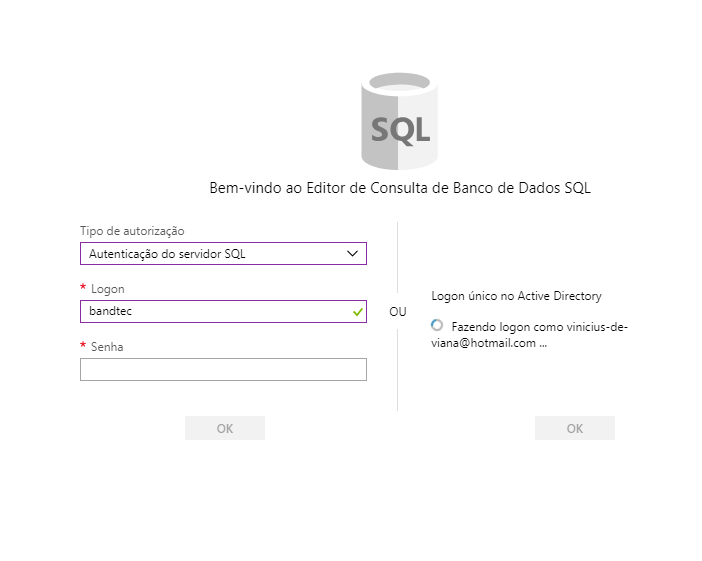 SQL
Bem-vindo ao Editor de Consulta de Banco de Dados SQL
Tipo de autorização
Autenticação do servidor SQL
* Logon
bandtec
* Senha
OK
OU
Logon único no Active Directory
Fazendo logon como vinicius-de-
viana@hotmail.com ...
OK